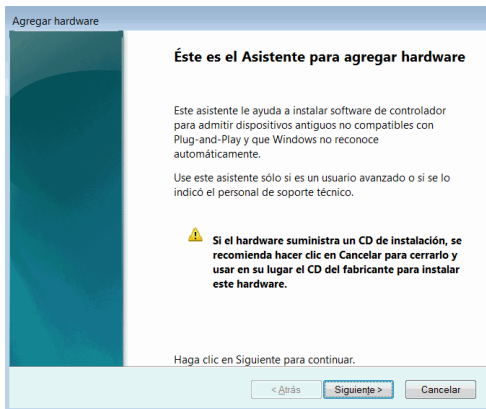 Agregar hardware
Éste es el Asistente para agregar hardware
Este asistente le ayuda a instalar software de controlador
para admitir dispositivos antiguos no compatibles con
Plug-and-Play y que Windows no reconoce
automáticamente.
Use este asistente sólo si es un usuario avanzado o si se lo
indicó el personal de soporte técnico.
Si el hardware suministra un CD de instalación, se
recomienda hacer clic en Cancelar para cerrarlo y
usar en su lugar el CD del fabricante para instalar
este hardware.
Haga clic en Siguiente para continuar.
< Atrás Siguiente > Cancelar